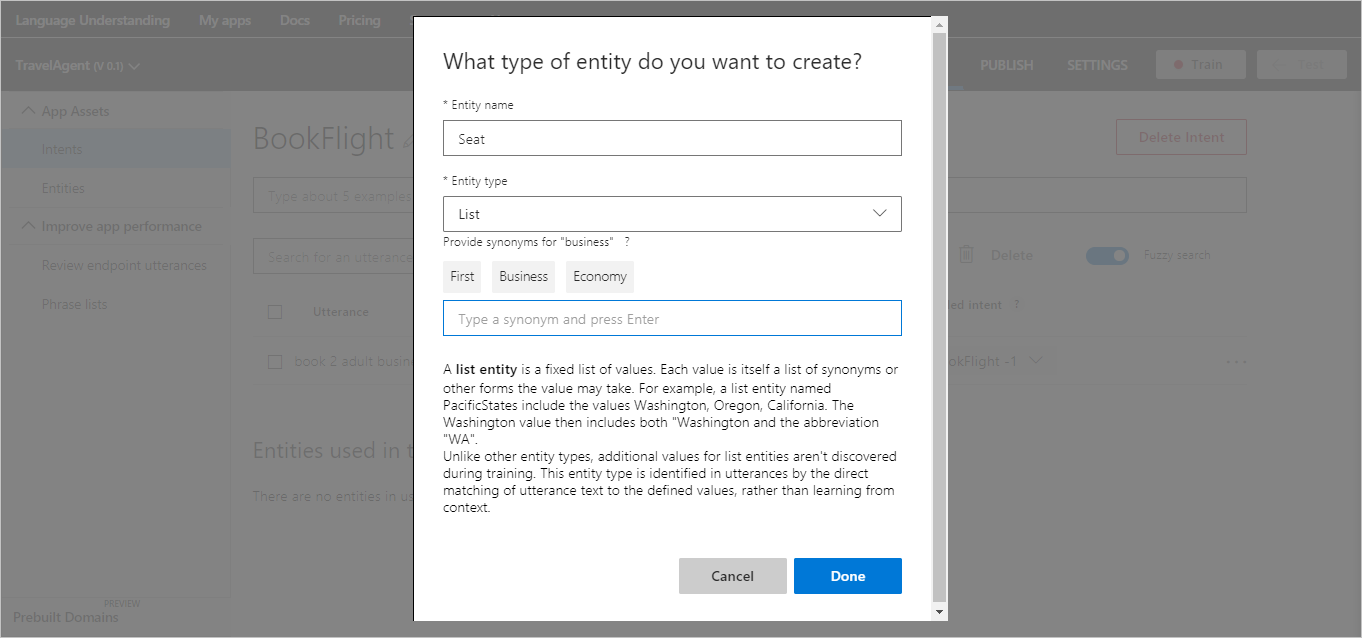 Language Understanding My apps Docs Pricing
TravelAgent (V 0.1) PUBLISH SETTINGS Train Test
App Assets
Intents
Entities
Improve app performance
Review endpoint utterances
Phrase lists
PREVIEW
Prebuilt Domains
BookFlight
Delete Intent
Type about 5 examples
Search for an utterance
Delete Fuzzy search
Utterance
led intent ?
book 2 adult busin
okFlight ~1
...
Entities used in t
There are no entities in us
What type of entity do you want to create?
* Entity name
Seat
* Entity type
List
Provide synonyms for "business" ?
First Business Economy
Type a synonym and press Enter
A list entity is a fixed list of values. Each value is itself a list of synonyms or
other forms the value may take. For example, a list entity named
PacificStates include the values Washington, Oregon, California. The
Washington value then includes both "Washington and the abbreviation
"WA".
Unlike other entity types, additional values for list entities aren't discovered
during training. This entity type is identified in utterances by the direct
matching of utterance text to the defined values, rather than learning from
context.
Cancel Done